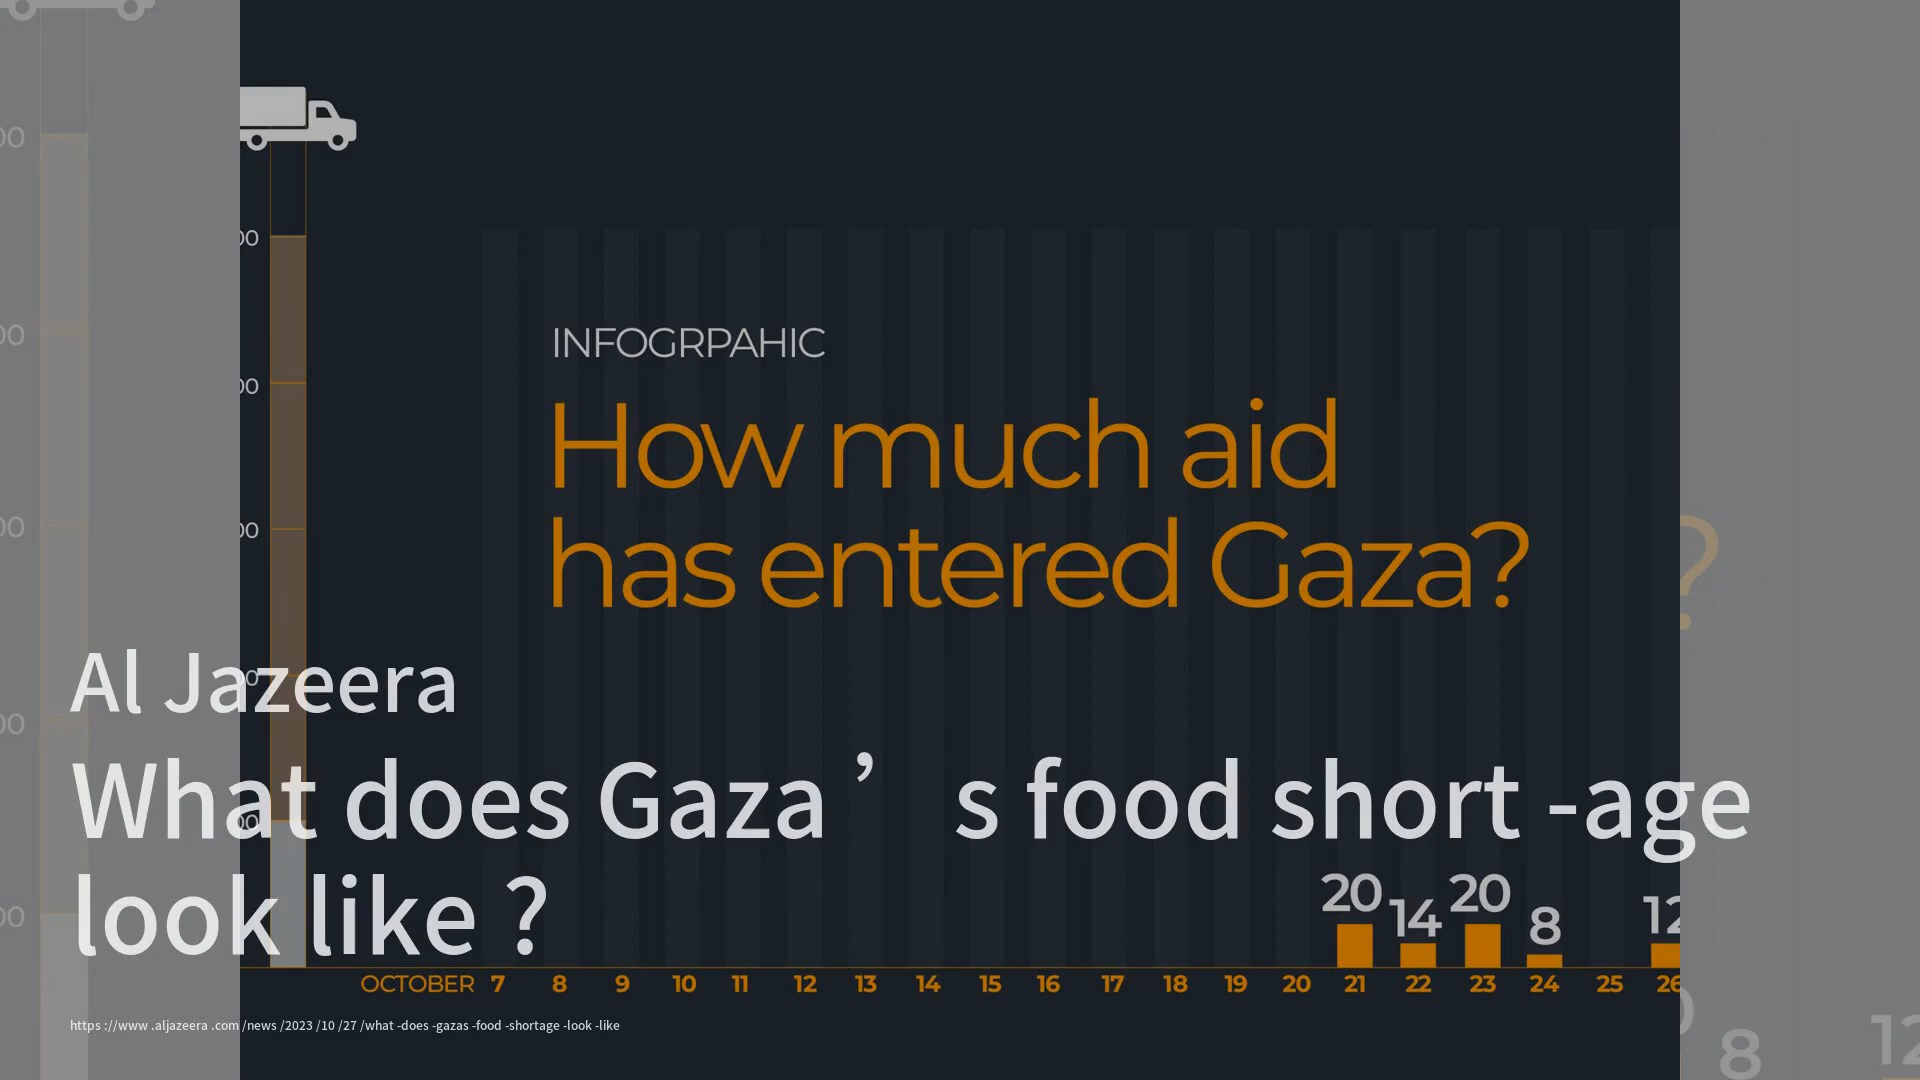 INFOGRPAHIC
How much aid
has entered Gaza?
Al Jazeera
What does Gaza’s food short -age
look like ?
20 14 20 8
OCTOBER 7 8 9 10 11 12 13 14 15 16 17 18 19 20 21 22 23 24 25 26
https ://www .aljazeera .com /news /2023 /10 /27 /what -does -gazas -food -shortage -look -like